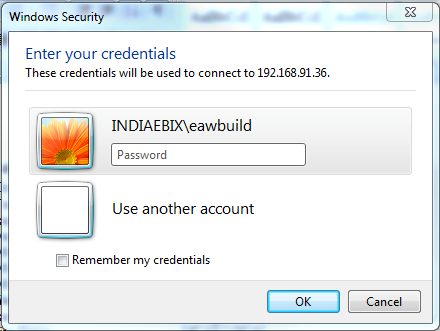 Windows Security
Enter your credentials
These credentials will be used to connect to 192.168.91.36.
INDIAEBIX\eawbuild
Password
Use another account
Remember my credentials
OK
Cancel